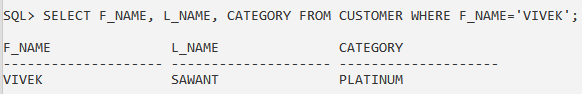 SQL> SELECT F_NAME, L_NAME, CATEGORY FROM CUSTOMER WHERE F_NAME='VIVEK';
F_NAME L_NAME CATEGORY
-------------------- -------------------- --------------------
VIVEK SAWANT PLATINUM